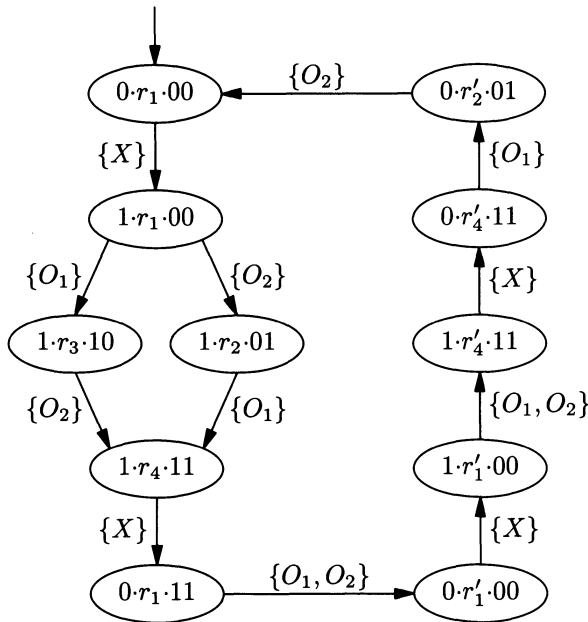 0·r₁·00 {O₂} 0·r′₂·01
{X} {O₁}
1·r₁·00 0·r′₄·11
{O₁} {O₂} {X}
1·r₃·10 1·r₂·01 1·r′₄·11
{O₂} {O₁} {O₁, O₂}
1·r₄·11 1·r′₁·00
{X} {X}
0·r₁·11 {O₁, O₂} 0·r′₁·00